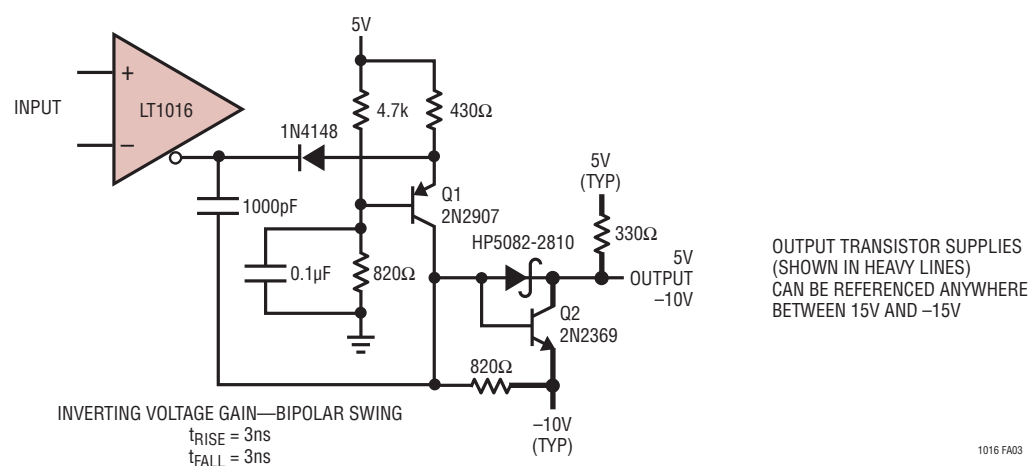 5V
+
LT1016
−
INPUT
1N4148
4.7k
430Ω
1000pF
Q1
2N2907
0.1µF
820Ω
HP5082-2810
5V
(TYP)
330Ω
5V
OUTPUT
–10V
Q2
2N2369
820Ω
–10V
(TYP)
OUTPUT TRANSISTOR SUPPLIES
(SHOWN IN HEAVY LINES)
CAN BE REFERENCED ANYWHERE
BETWEEN 15V AND –15V
INVERTING VOLTAGE GAIN—BIPOLAR SWING
tRISE = 3ns
tFALL = 3ns
1016 FA03